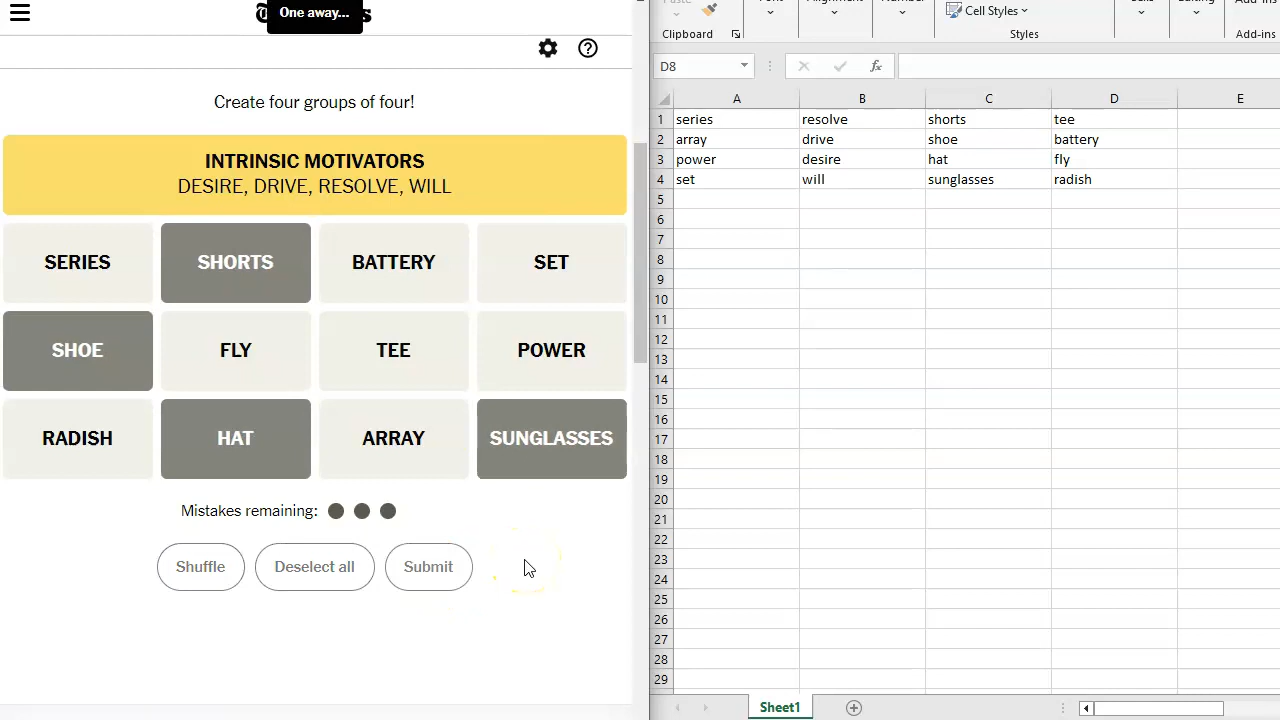 One away...
Create four groups of four!
INTRINSIC MOTIVATORS
DESIRE, DRIVE, RESOLVE, WILL
SERIES SHORTS BATTERY SET
SHOE FLY TEE POWER
RADISH HAT ARRAY SUNGLASSES
Mistakes remaining:
Shuffle Deselect all Submit
Cell Styles
Clipboard Styles Add-ins
D8 fx
A B C D E
1 series resolve shorts tee
2 array drive shoe battery
3 power desire hat fly
4 set will sunglasses radish
5
6
7
8
9
10
11
12
13
14
15
16
17
18
19
20
21
22
23
24
25
26
27
28
29
Sheet1